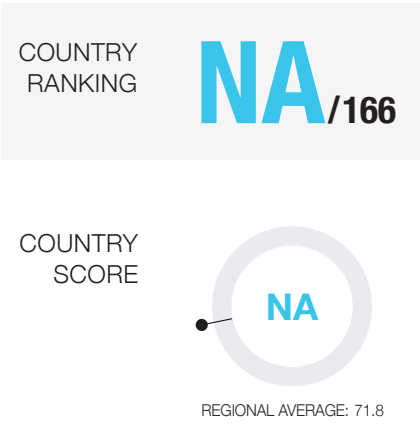 COUNTRY
RANKING
NA/166
COUNTRY
SCORE
NA
REGIONAL AVERAGE: 71.8